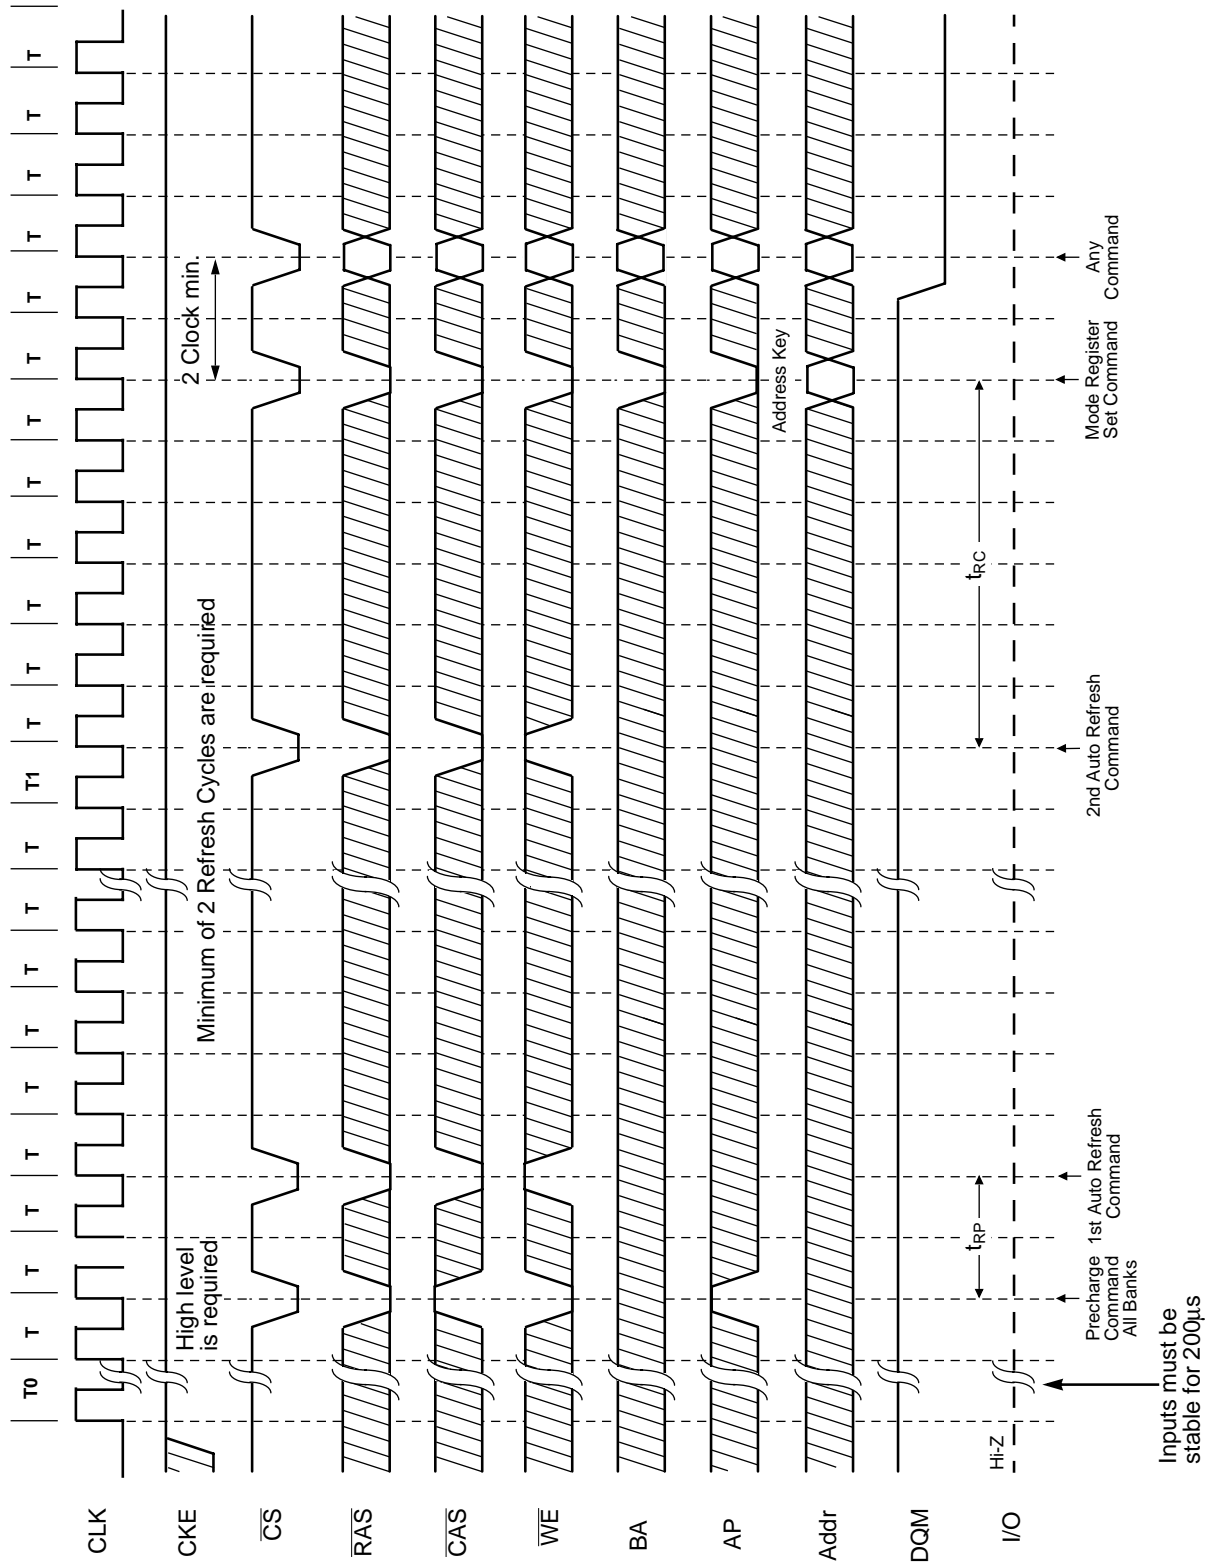 T0 T T T T T T T T T T1 T T T T T T T T T T T T
CLK
CKE
High level
is required
Minimum of 2 Refresh Cycles are required
2 Clock min.
CS
RAS
CAS
WE
BA
AP
Address Key
Addr
DQM
tRP
tRC
Hi-Z
I/O
Precharge
Command
All Banks
1st Auto Refresh
Command
2nd Auto Refresh
Command
Mode Register
Set Command
Any
Command
Inputs must be
stable for 200µs